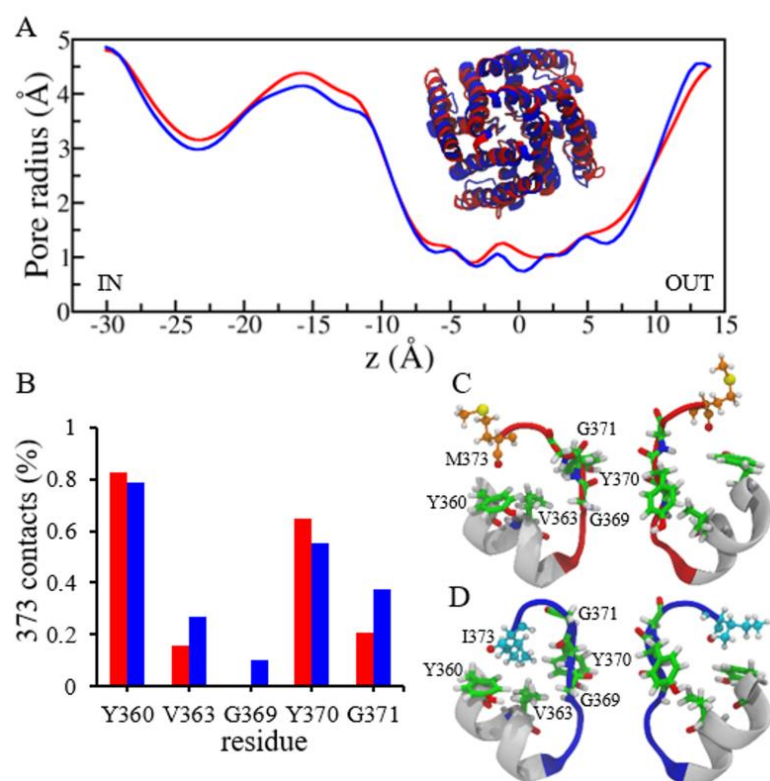 A
Pore radius (Å)
5
4
3
2
1
0
IN
OUT
-30 -25 -20 -15 -10 -5 0 5 10 15
z (Å)
B
373 contacts (%)
1
0.8
0.6
0.4
0.2
0
Y360 V363 G369 Y370 G371
residue
C
G371
M373
Y370
Y360
V363
G369
D
G371
I373
Y370
Y360
G369
V363